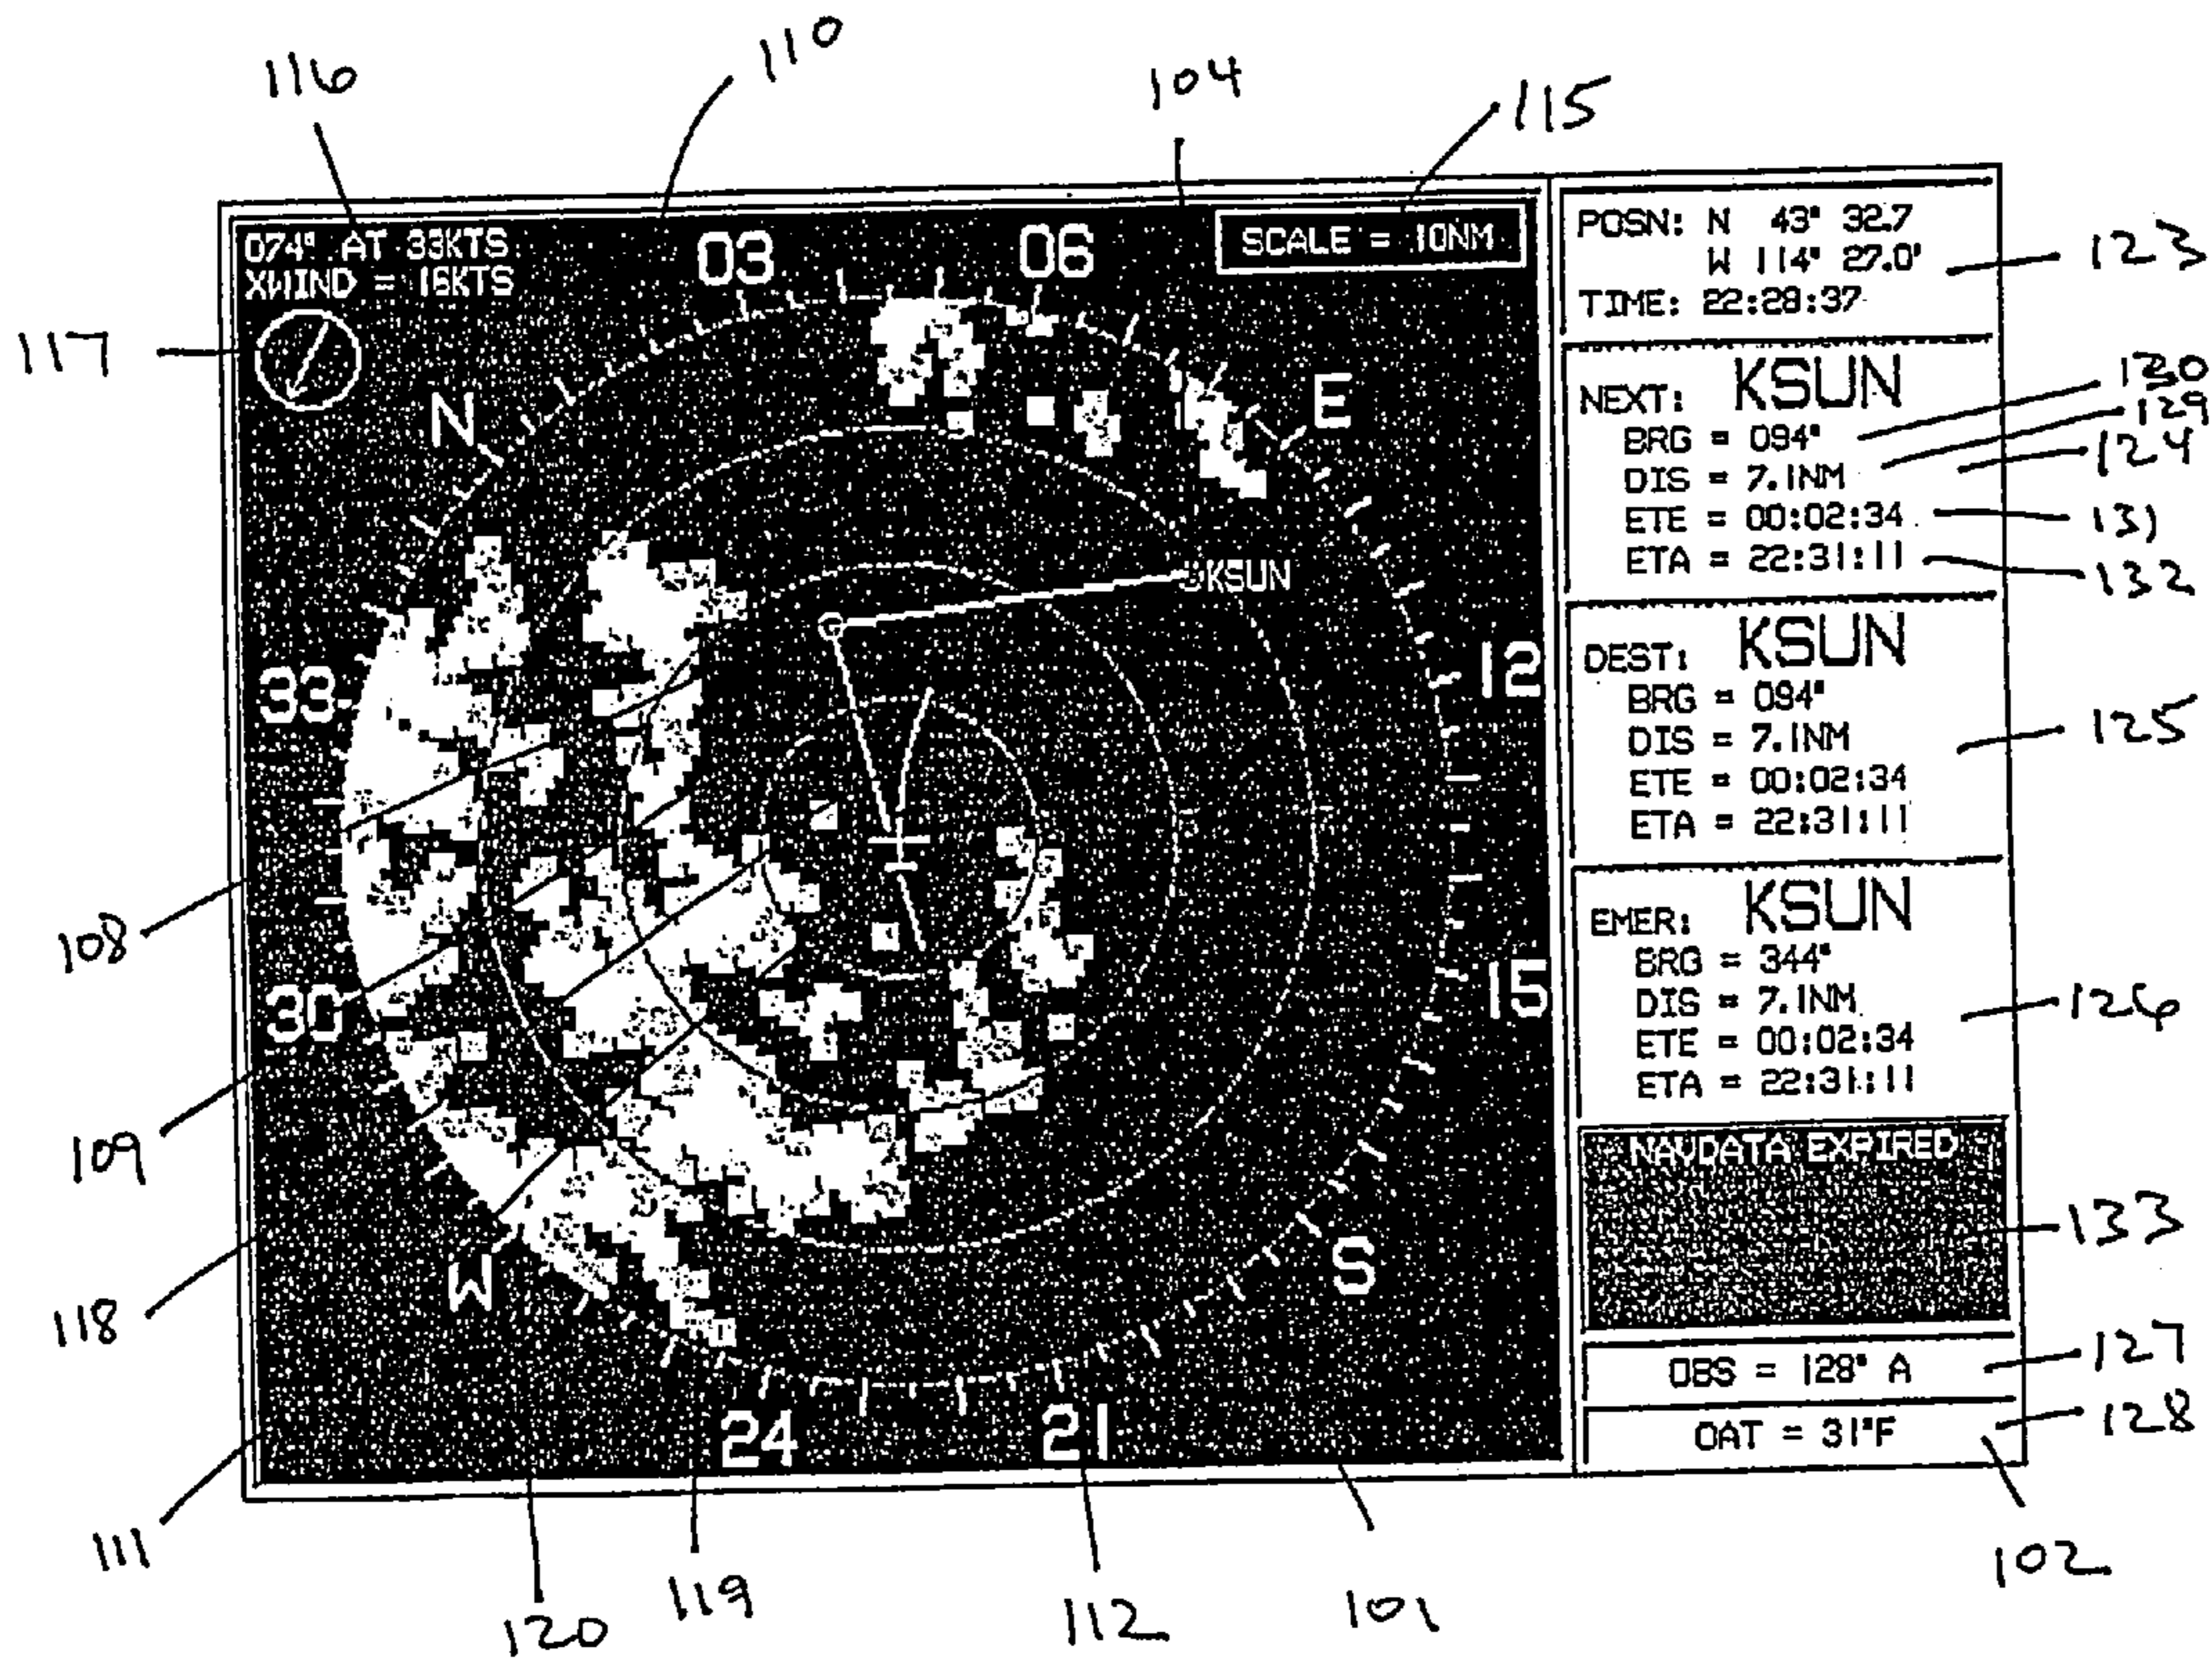 116
110
104
115
074° AT 33KTS
XWIND = 16KTS
03
06
SCALE = 10NM
117
N
E
KSUN
33
12
30
15
W
S
24
21
108
109
118
111
120
119
112
101
102
POSN: N 43° 32.7
W 114° 27.0'
TIME: 22:28:37
123
NEXT: KSUN
BRG = 094°
DIS = 7.1NM
ETE = 00:02:34
ETA = 22:31:11
130
129
124
131
132
DEST: KSUN
BRG = 094°
DIS = 7.1NM
ETE = 00:02:34
ETA = 22:31:11
125
EMER: KSUN
BRG = 344°
DIS = 7.1NM
ETE = 00:02:34
ETA = 22:31:11
126
NAVDATA EXPIRED
133
OBS = 128° A
127
OAT = 31°F
128